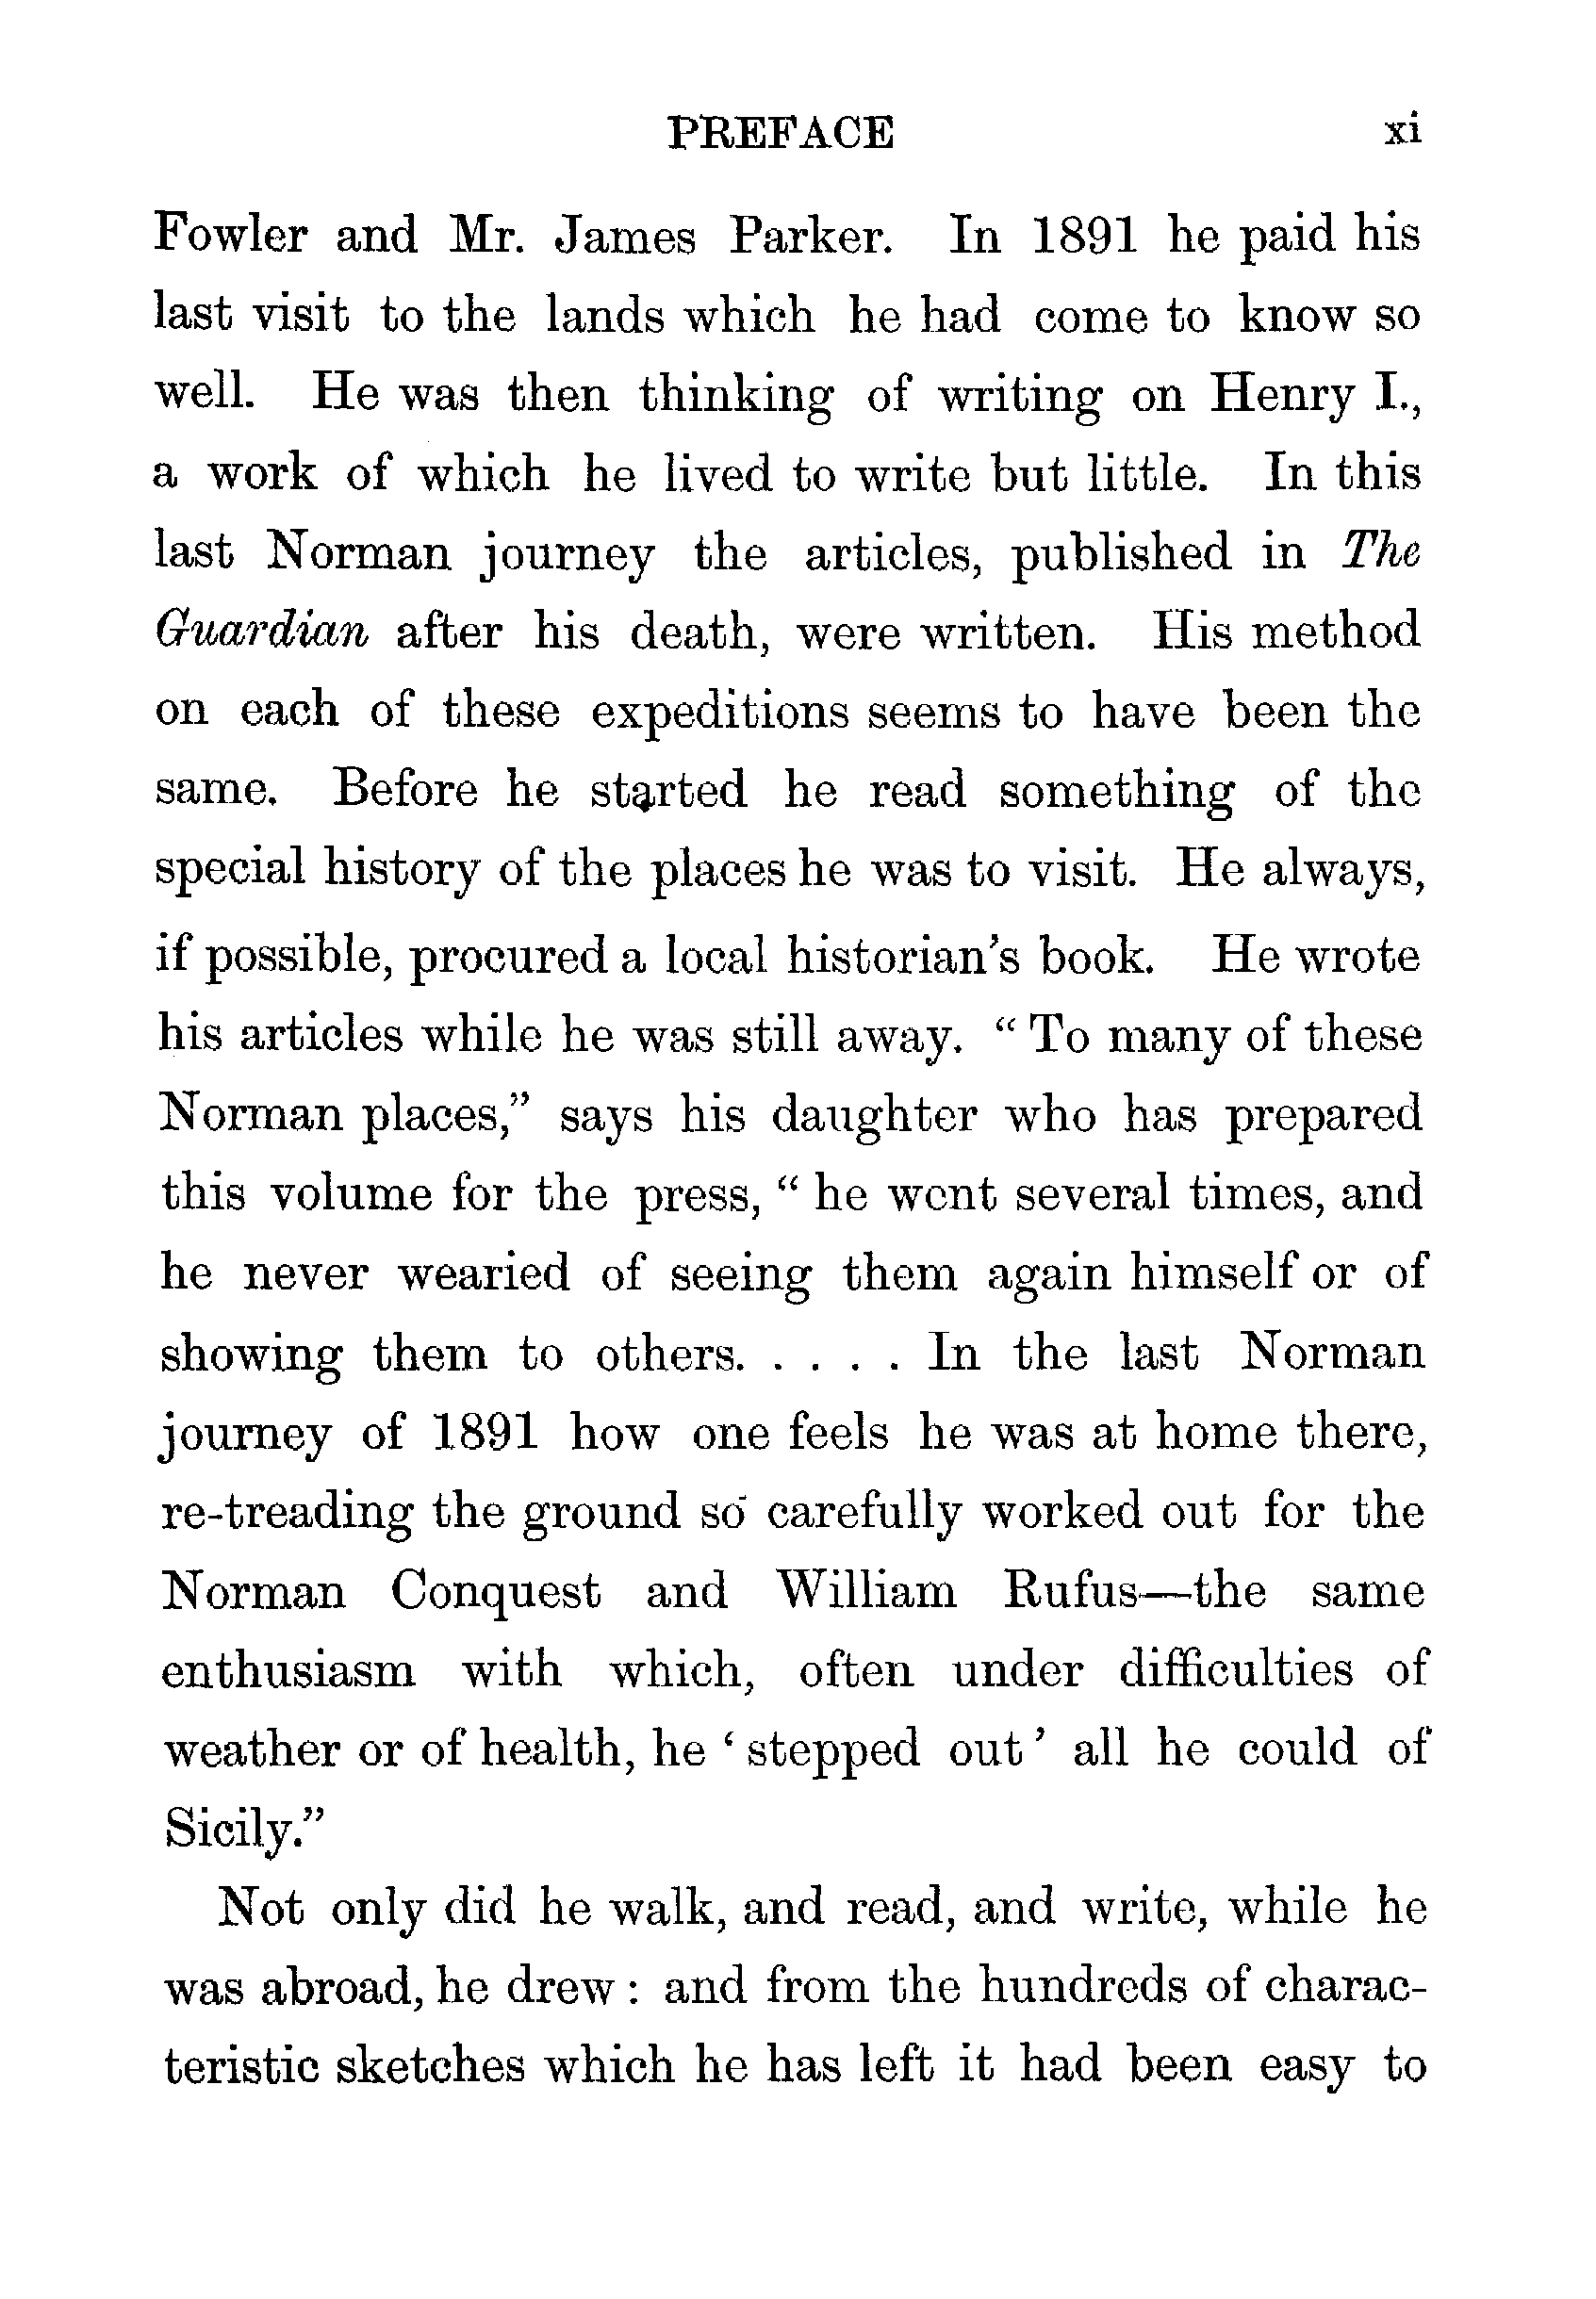 PREFACE xi
Fowler and Mr. James Parker. In 1891 he paid his
last visit to the lands which he had come to know so
well. He was then thinking of writing on Henry I.,
a work of which he lived to write but little. In this
last Norman journey the articles, published in The
Guardian after his death, were written. His method
on each of these expeditions seems to have been the
same. Before he started he read something of the
special history of the places he was to visit. He always,
if possible, procured a local historian's book. He wrote
his articles while he was still away. “ To many of these
Norman places,” says his daughter who has prepared
this volume for the press, “ he went several times, and
he never wearied of seeing them again himself or of
showing them to others. . . . . In the last Norman
journey of 1891 how one feels he was at home there,
re-treading the ground so carefully worked out for the
Norman Conquest and William Rufus—the same
enthusiasm with which, often under difficulties of
weather or of health, he ‘ stepped out ’ all he could of
Sicily.”
Not only did he walk, and read, and write, while he
was abroad, he drew : and from the hundreds of charac-
teristic sketches which he has left it had been easy to